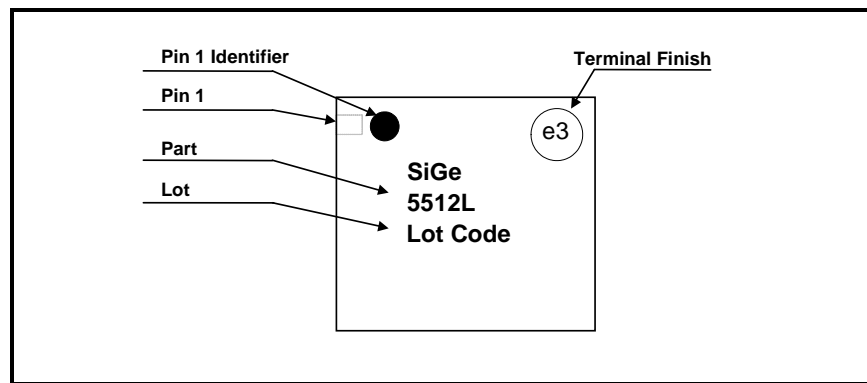 Pin 1 Identifier
Terminal Finish
Pin 1
e3
Part
SiGe
5512L
Lot
Lot Code